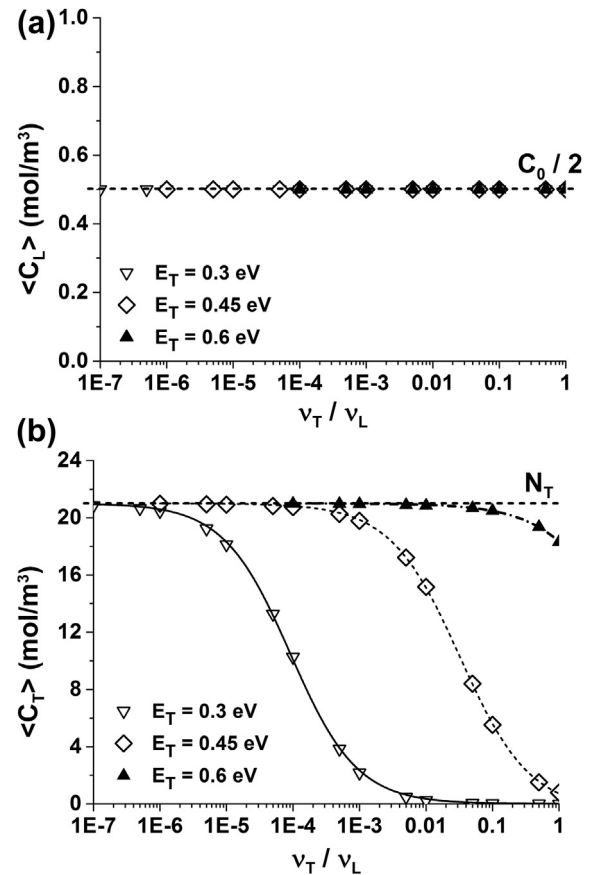 (a)
1.0
0.8
0.6
0.4
0.2
0.0
<C_L> (mol/m³)
C₀ / 2
▽ E_T = 0.3 eV
◇ E_T = 0.45 eV
▲ E_T = 0.6 eV
1E-7 1E-6 1E-5 1E-4 1E-3 0.01 0.1 1
ν_T / ν_L
(b)
24
20
16
12
8
4
0
<C_T> (mol/m³)
N_T
▽ E_T = 0.3 eV
◇ E_T = 0.45 eV
▲ E_T = 0.6 eV
1E-7 1E-6 1E-5 1E-4 1E-3 0.01 0.1 1
ν_T / ν_L